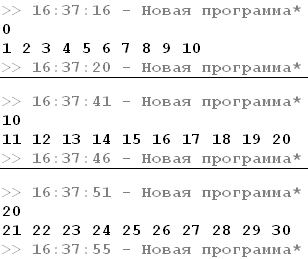 >> 16:37:16 - Новая программа*
0
1 2 3 4 5 6 7 8 9 10
>> 16:37:20 - Новая программа*
>> 16:37:41 - Новая программа*
10
11 12 13 14 15 16 17 18 19 20
>> 16:37:46 - Новая программа*
>> 16:37:51 - Новая программа*
20
21 22 23 24 25 26 27 28 29 30
>> 16:37:55 - Новая программа*